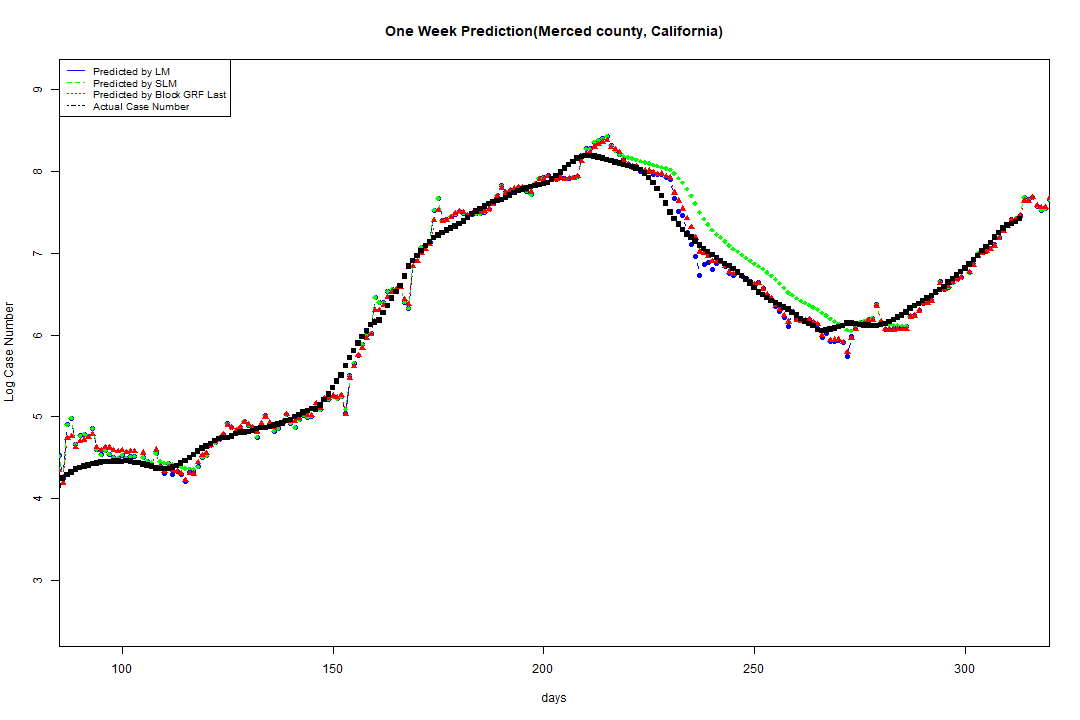 One Week Prediction(Merced county, California)
Predicted by LM
Predicted by SLM
Predicted by Block GRF Last
Actual Case Number
9
8
7
6
5
4
3
Log Case Number
100 150 200 250 300
days